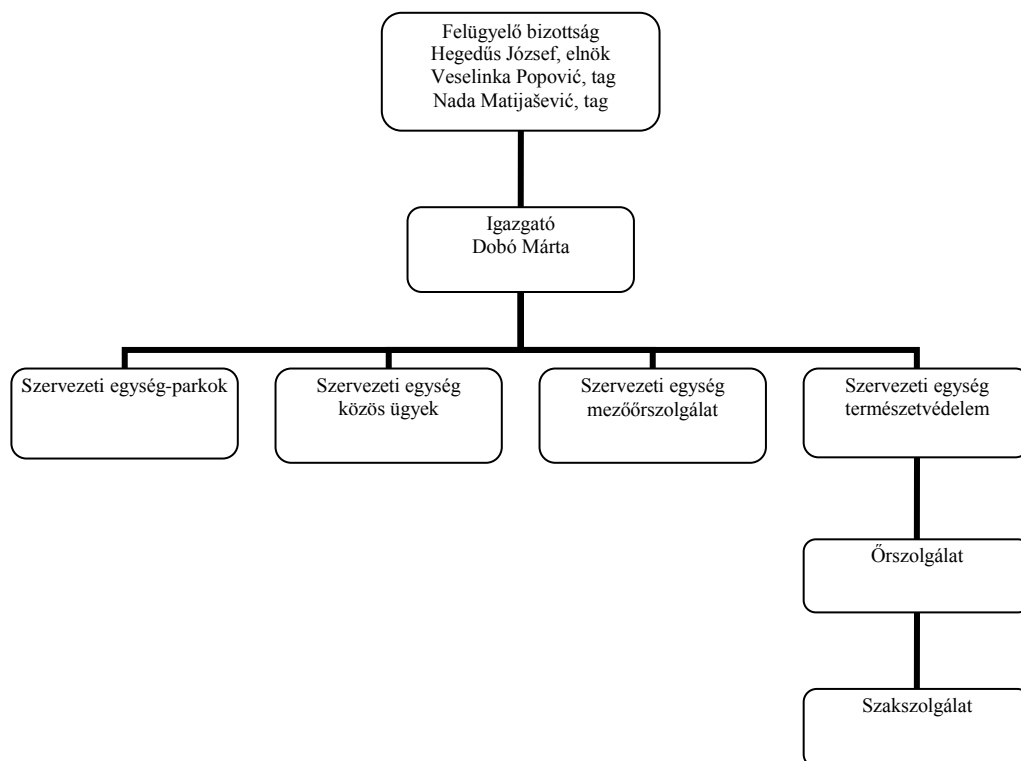 Felügyelő bizottság
Hegedűs József, elnök
Veselinka Popović, tag
Nada Matijašević, tag
Igazgató
Dobó Márta
Szervezeti egység-parkok
Szervezeti egység
közös ügyek
Szervezeti egység
mezőőrszolgálat
Szervezeti egység
természetvédelem
Őrszolgálat
Szakszolgálat